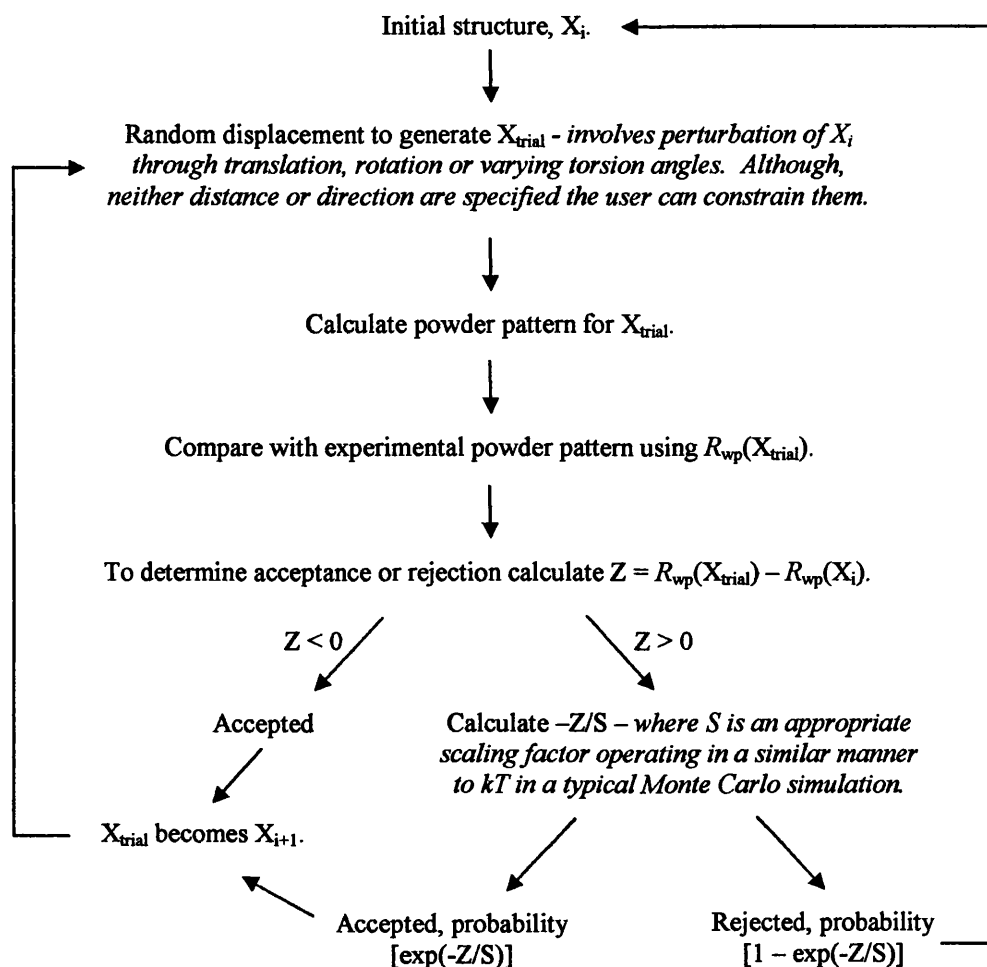 Initial structure, Xi.
Random displacement to generate Xtrial - involves perturbation of Xi
through translation, rotation or varying torsion angles. Although,
neither distance or direction are specified the user can constrain them.
Calculate powder pattern for Xtrial.
Compare with experimental powder pattern using Rwp(Xtrial).
To determine acceptance or rejection calculate Z = Rwp(Xtrial) – Rwp(Xi).
Z < 0
Z > 0
Accepted
Calculate –Z/S – where S is an appropriate
scaling factor operating in a similar manner
to kT in a typical Monte Carlo simulation.
Xtrial becomes Xi+1.
Accepted, probability
[exp(-Z/S)]
Rejected, probability
[1 – exp(-Z/S)]